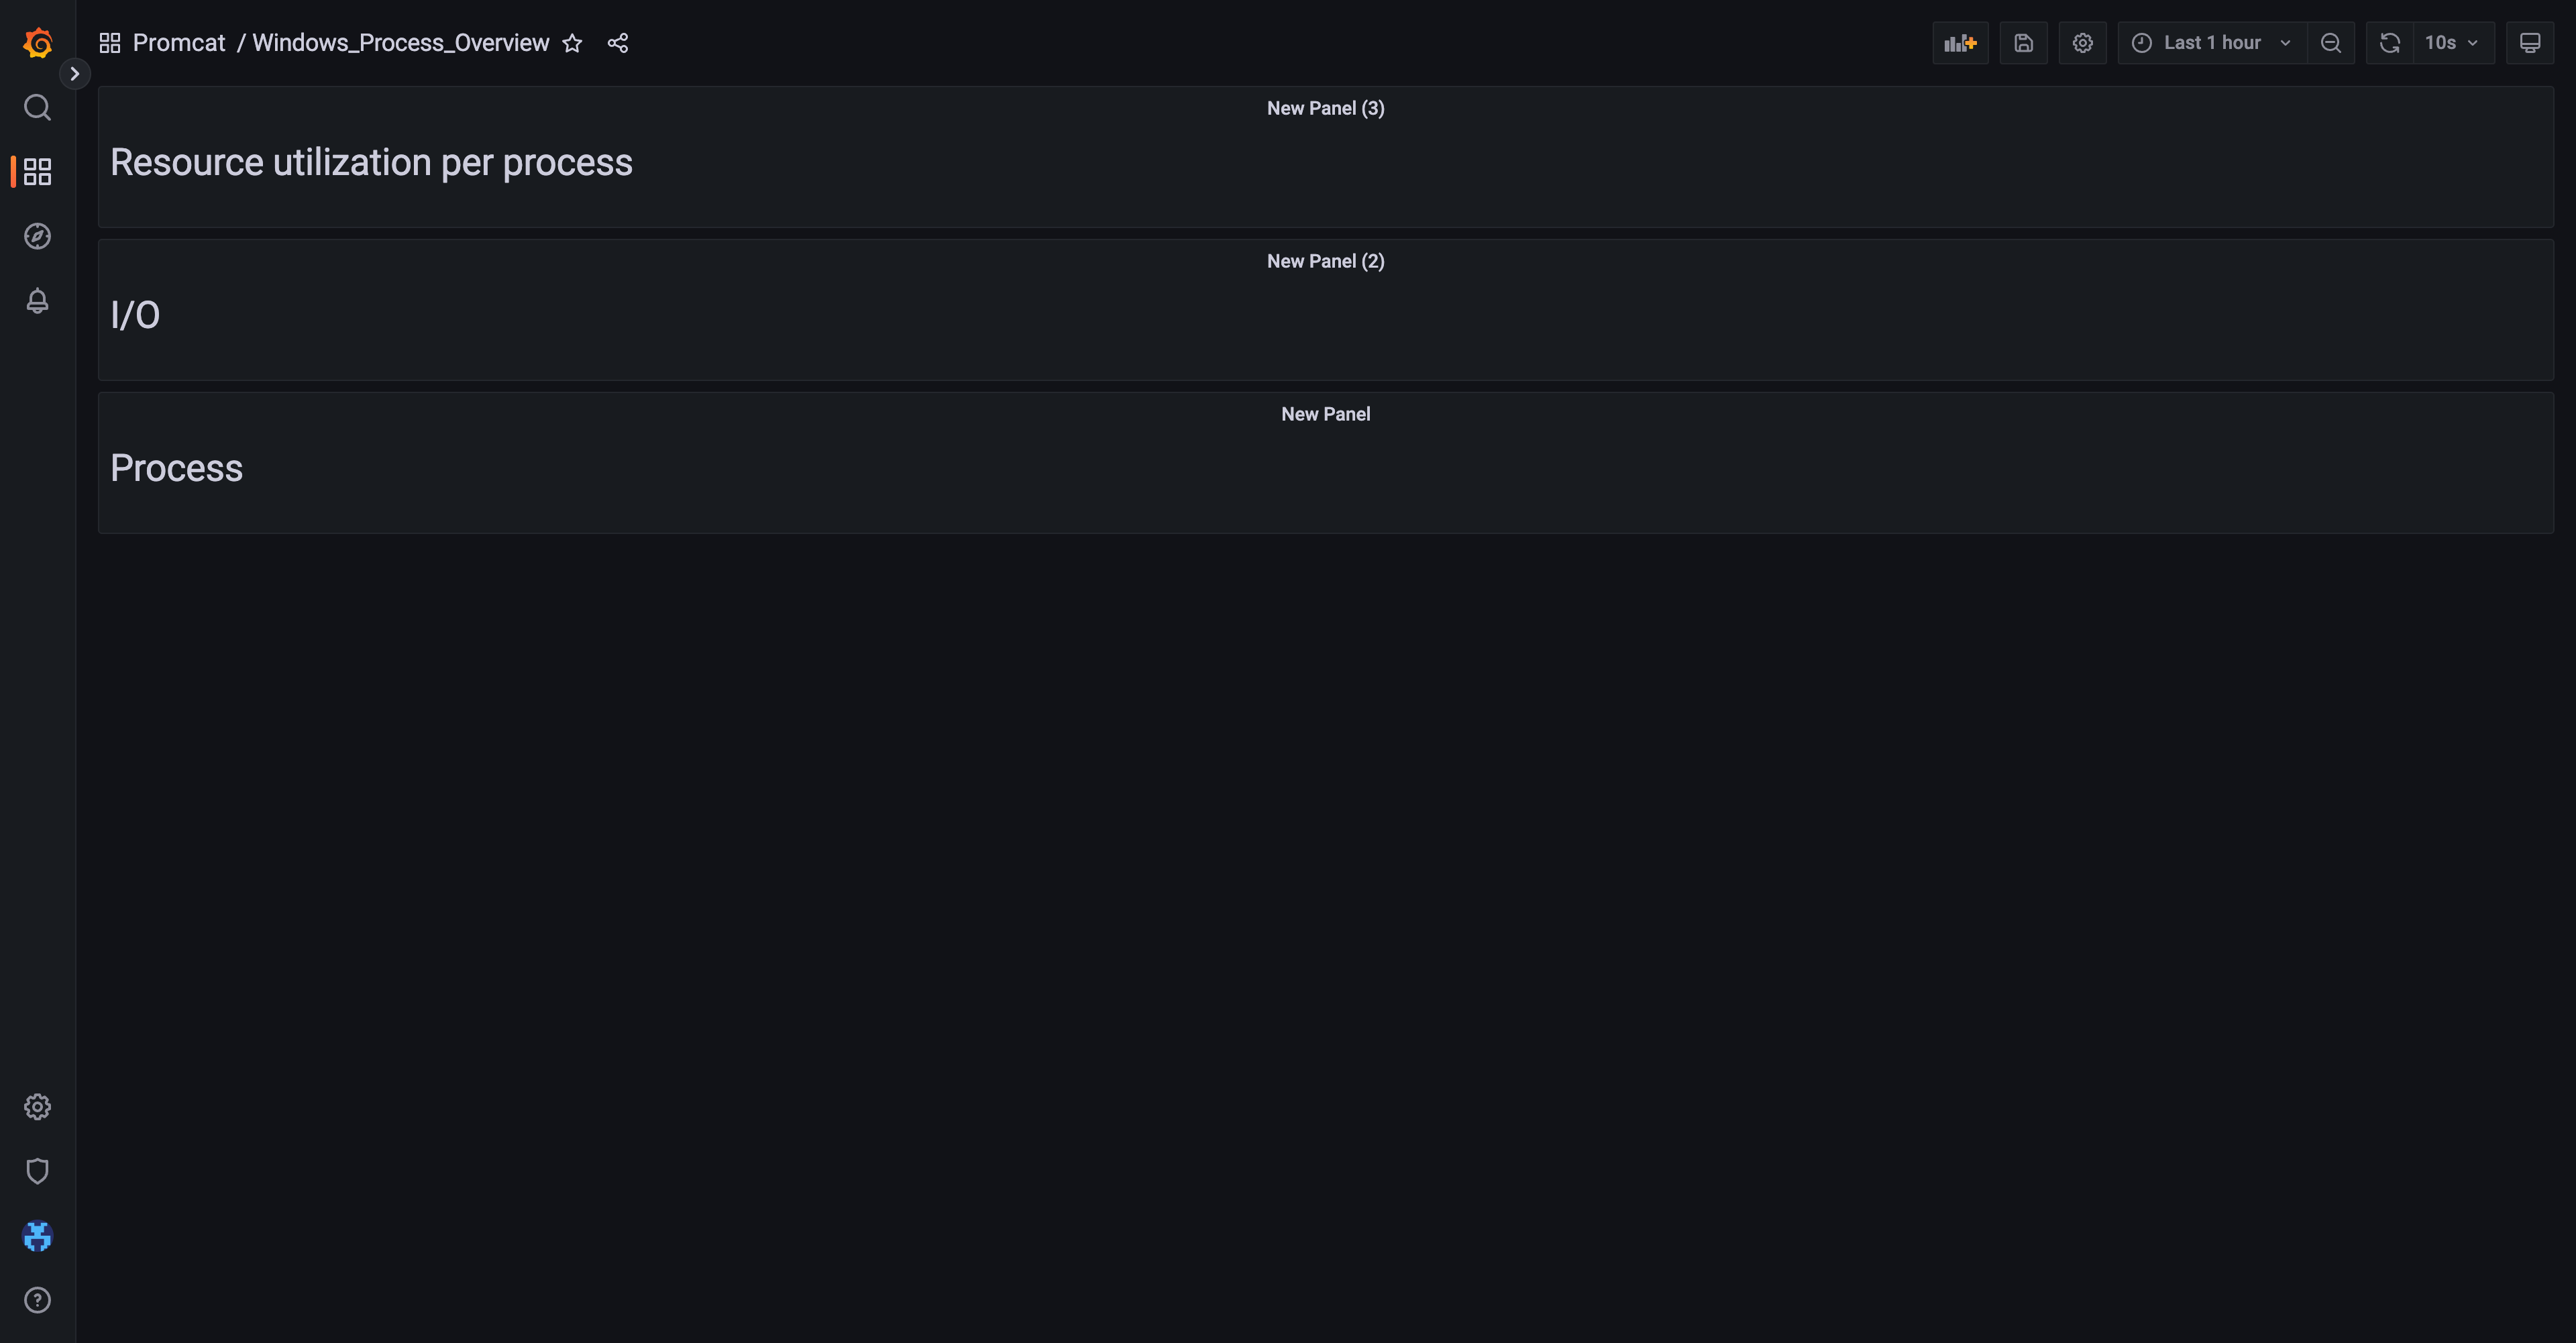 Promcat / Windows_Process_Overview
Last 1 hour
10s
New Panel (3)
Resource utilization per process
New Panel (2)
I/O
New Panel
Process